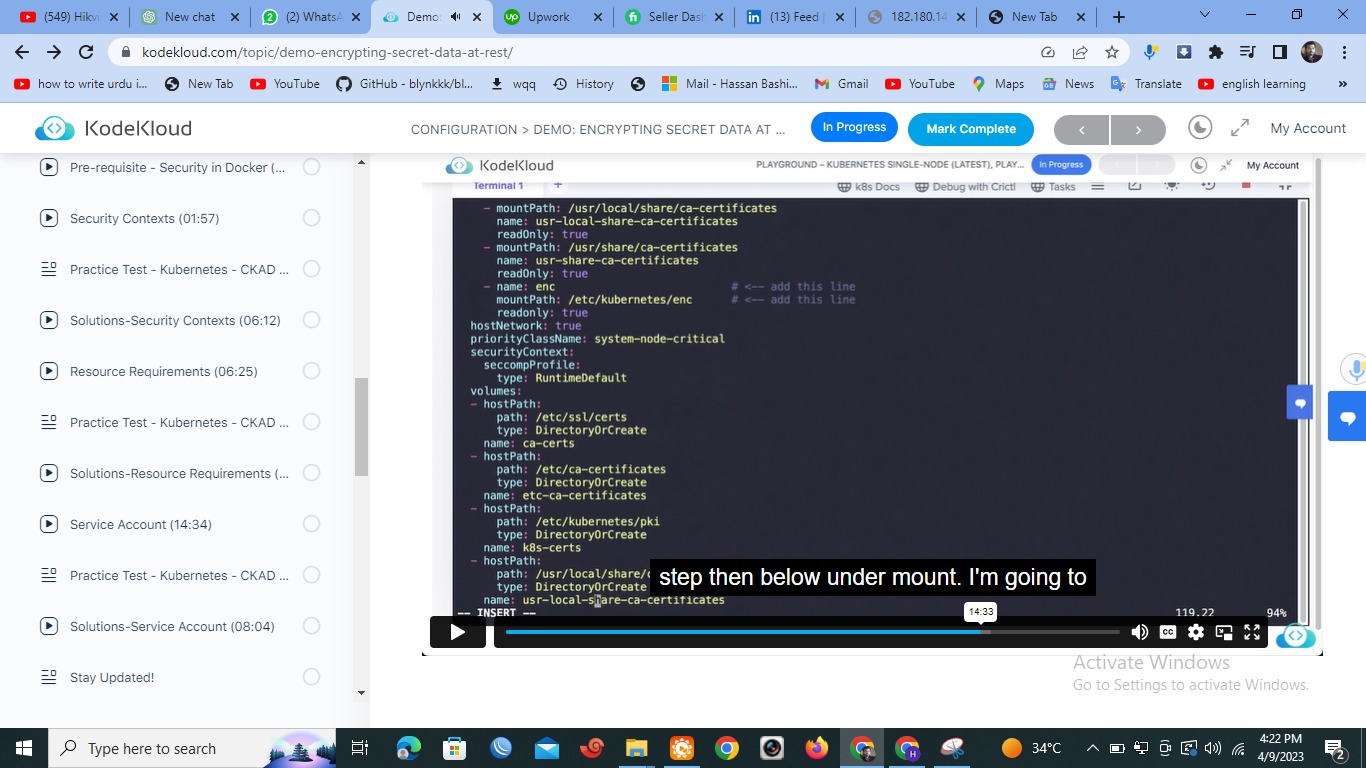 (549) Hikvi
New chat
(2) WhatsA
Demo:
Upwork
Seller Dash
(13) Feed |
182.180.14
New Tab
kodekloud.com/topic/demo-encrypting-secret-data-at-rest/
how to write urdu i...
New Tab
YouTube
GitHub - blynkkk/bl...
wqq
History
Mail - Hassan Bashi...
Gmail
YouTube
Maps
News
Translate
english learning
»
KodeKloud
CONFIGURATION > DEMO: ENCRYPTING SECRET DATA AT ...
In Progress
Mark Complete
My Account
Pre-requisite - Security in Docker (...
Security Contexts (01:57)
Practice Test - Kubernetes - CKAD ...
Solutions-Security Contexts (06:12)
Resource Requirements (06:25)
Practice Test - Kubernetes - CKAD ...
Solutions-Resource Requirements (...
Service Account (14:34)
Practice Test - Kubernetes - CKAD ...
Solutions-Service Account (08:04)
Stay Updated!
KodeKloud
PLAYGROUND – KUBERNETES SINGLE-NODE (LATEST), PLAY...
In Progress
My Account
Terminal 1
+
k8s Docs
Debug with Crictl
Tasks
- mountPath: /usr/local/share/ca-certificates
name: usr-local-share-ca-certificates
readOnly: true
- mountPath: /usr/share/ca-certificates
name: usr-share-ca-certificates
readOnly: true
- name: enc # <-- add this line
mountPath: /etc/kubernetes/enc # <-- add this line
readonly: true
hostNetwork: true
priorityClassName: system-node-critical
securityContext:
seccompProfile:
type: RuntimeDefault
volumes:
- hostPath:
path: /etc/ssl/certs
type: DirectoryOrCreate
name: ca-certs
- hostPath:
path: /etc/ca-certificates
type: DirectoryOrCreate
name: etc-ca-certificates
- hostPath:
path: /etc/kubernetes/pki
type: DirectoryOrCreate
name: k8s-certs
- hostPath:
path: /usr/local/share/c
type: DirectoryOrCreate
name: usr-local-share-ca-certificates
-- INSERT -- 119,22 94%
step then below under mount. I'm going to
14:33
CC
Activate Windows
Go to Settings to activate Windows.
Type here to search
34°C
4:22 PM
4/9/2023
2